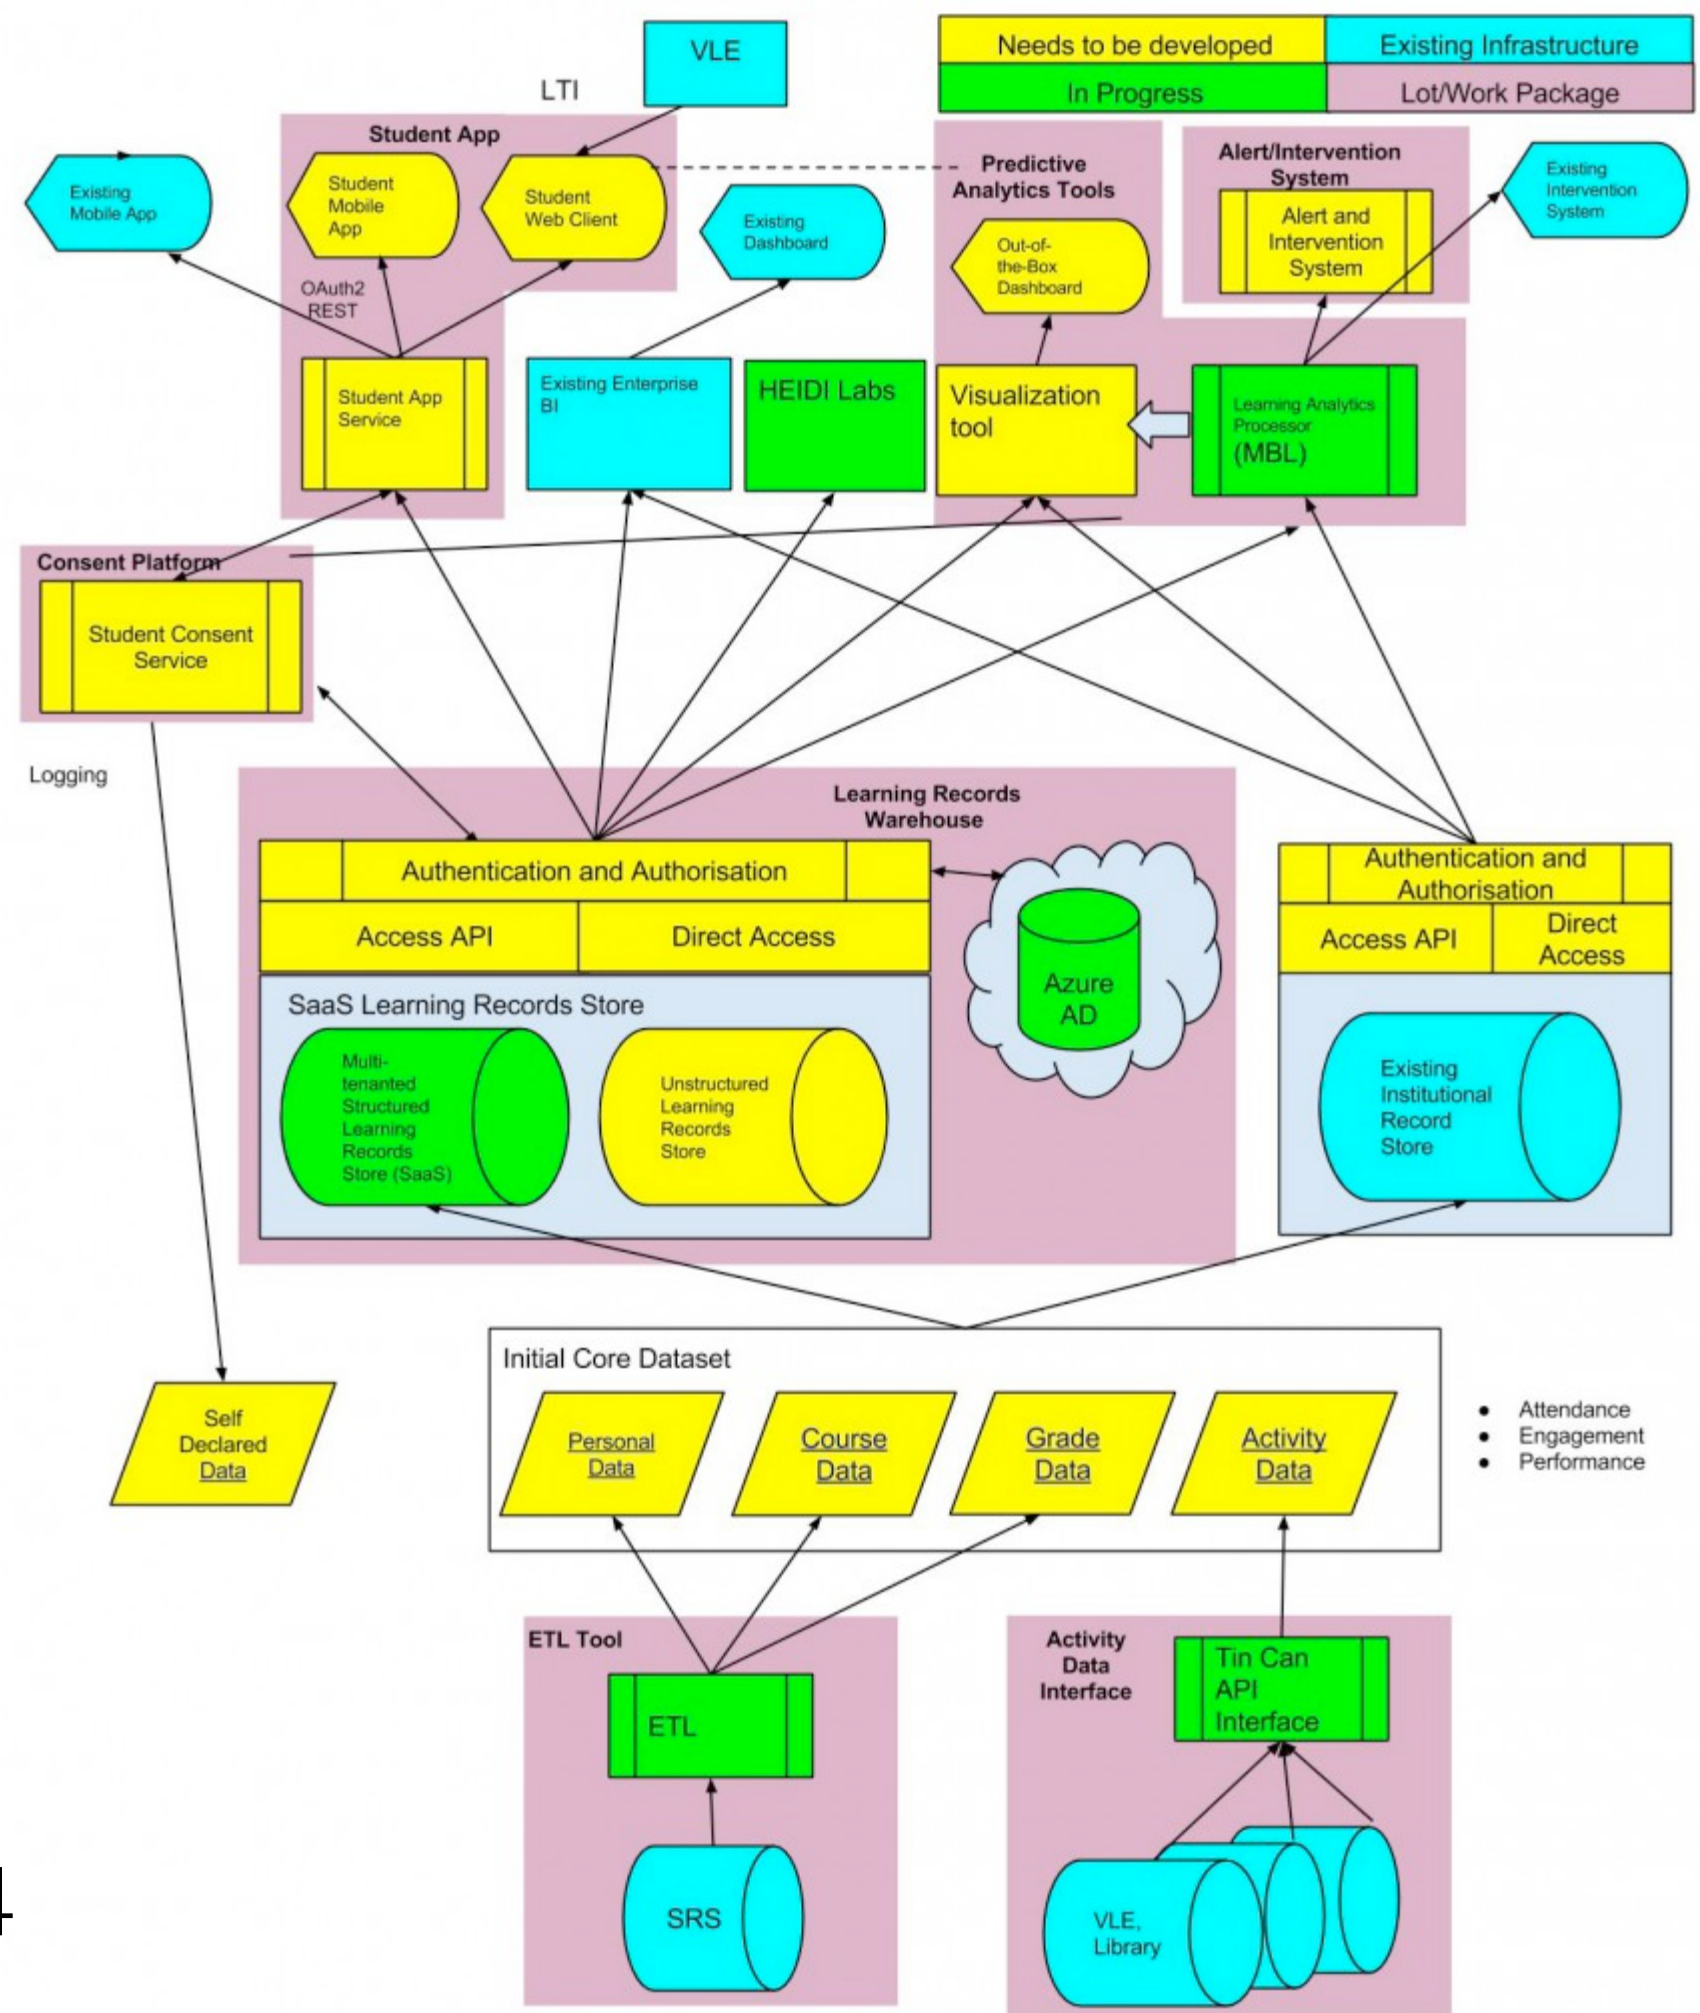 VLE
Needs to be developed
Existing Infrastructure
In Progress
Lot/Work Package
LTI
Student App
Existing
Mobile App
Student
Mobile
App
Student
Web Client
Existing
Dashboard
Predictive
Analytics Tools
Out-of-
the-Box
Dashboard
Alert/Intervention
System
Alert and
Intervention
System
Existing
Intervention
System
OAuth2
REST
Student App
Service
Existing Enterprise
BI
HEIDI Labs
Visualization
tool
Learning Analytics
Processor
(MBL)
Consent Platform
Student Consent
Service
Logging
Learning Records
Warehouse
Authentication and Authorisation
Access API
Direct Access
SaaS Learning Records Store
Multi-
tenanted
Structured
Learning
Records
Store (SaaS)
Unstructured
Learning
Records
Store
Azure
AD
Authentication and
Authorisation
Access API
Direct
Access
Existing
Institutional
Record
Store
Initial Core Dataset
Self
Declared
Data
Personal
Data
Course
Data
Grade
Data
Activity
Data
● Attendance
● Engagement
● Performance
ETL Tool
ETL
SRS
Activity
Data
Interface
Tin Can
API
Interface
VLE,
Library